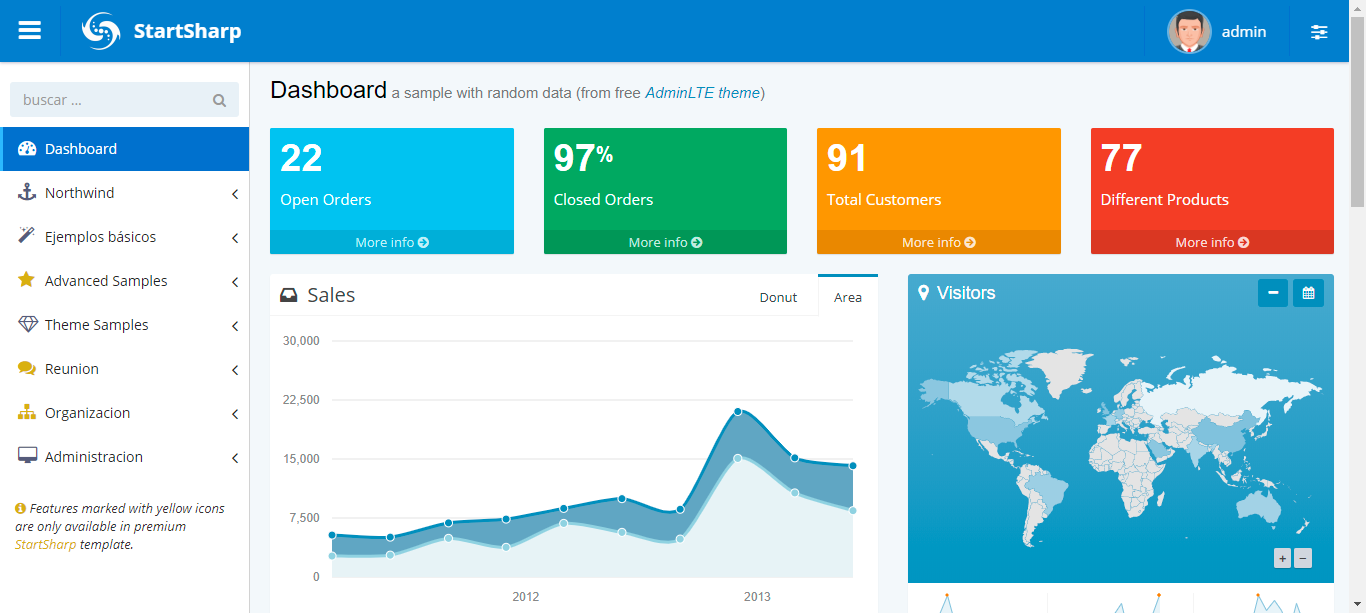 StartSharp
admin
buscar ...
Dashboard
Northwind
Ejemplos básicos
Advanced Samples
Theme Samples
Reunion
Organizacion
Administracion
Features marked with yellow icons
are only available in premium
StartSharp template.
Dashboard a sample with random data (from free AdminLTE theme)
22
Open Orders
More info
97%
Closed Orders
More info
91
Total Customers
More info
77
Different Products
More info
Sales
Donut
Area
30,000
22,500
15,000
7,500
0
2012
2013
Visitors
+
−